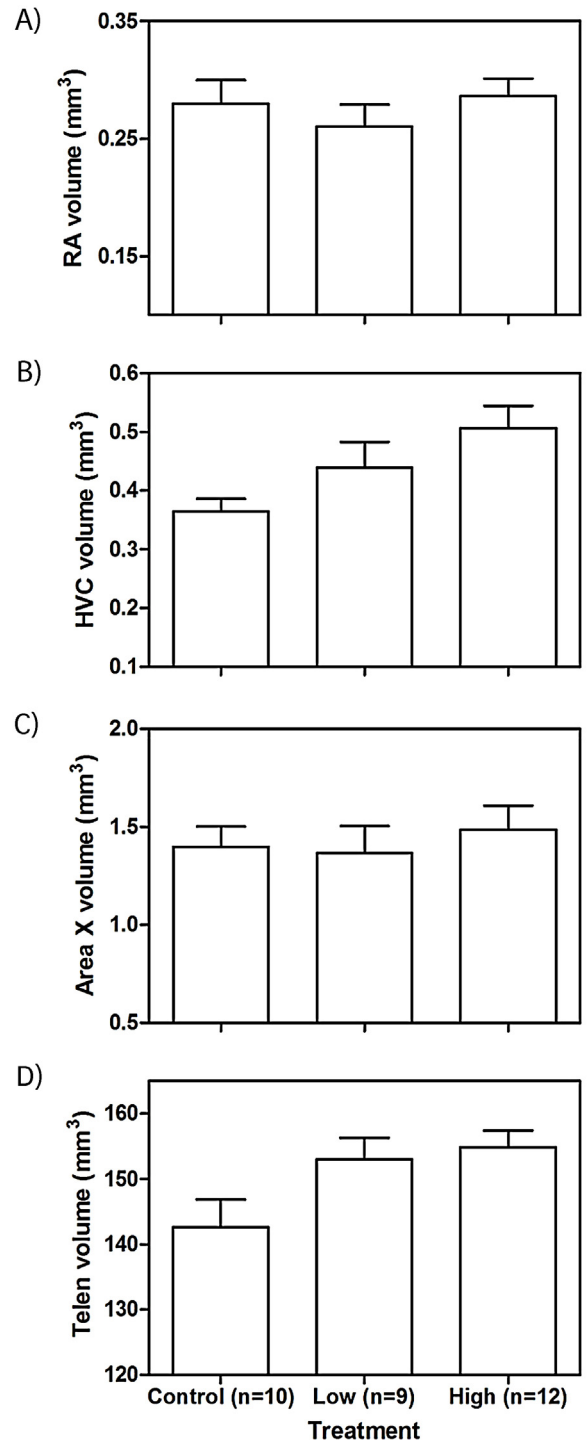 A)
RA volume (mm³)
0.35
0.25
0.15
B)
HVC volume (mm³)
0.6
0.5
0.4
0.3
0.2
0.1
C)
Area X volume (mm³)
2.0
1.5
1.0
0.5
D)
Telen volume (mm³)
160
150
140
130
120
Control (n=10) Low (n=9) High (n=12)
Treatment